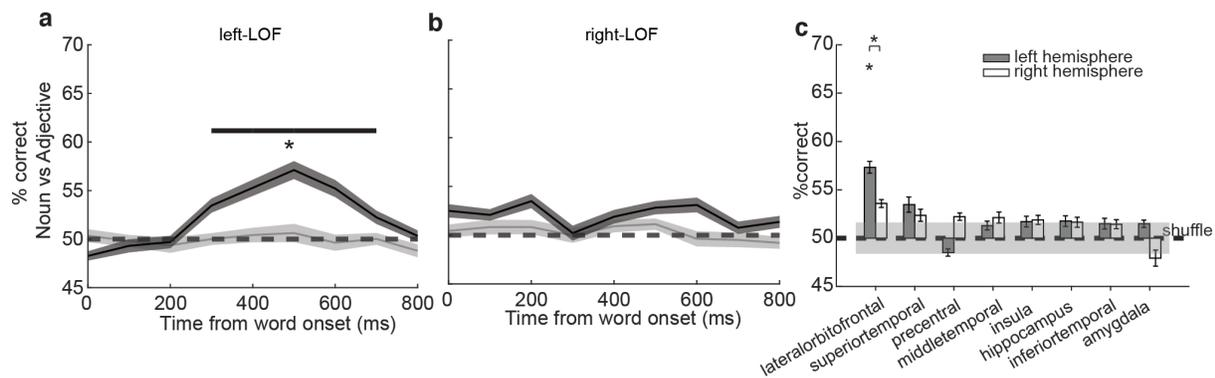 a
left-LOF
% correct
Noun vs Adjective
70
65
60
55
50
45
*
0 200 400 600 800
Time from word onset (ms)
b
right-LOF
0 200 400 600 800
Time from word onset (ms)
c
%correct
70
65
60
55
50
45
*
*
left hemisphere
right hemisphere
shuffle
lateralorbitofrontal
superiortemporal
precentral
middletemporal
insula
hippocampus
inferiortemporal
amygdala